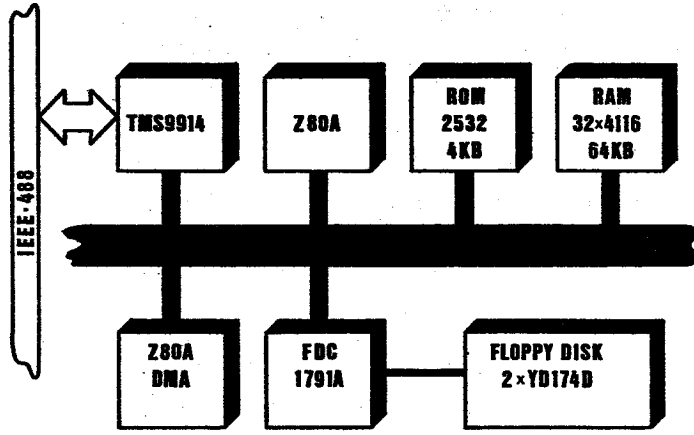 IEEE-488
TMS9914
Z80A
ROM
2532
4KB
RAM
32×4116
64KB
Z80A
DMA
FDC
1791A
FLOPPY DISK
2×YD174D